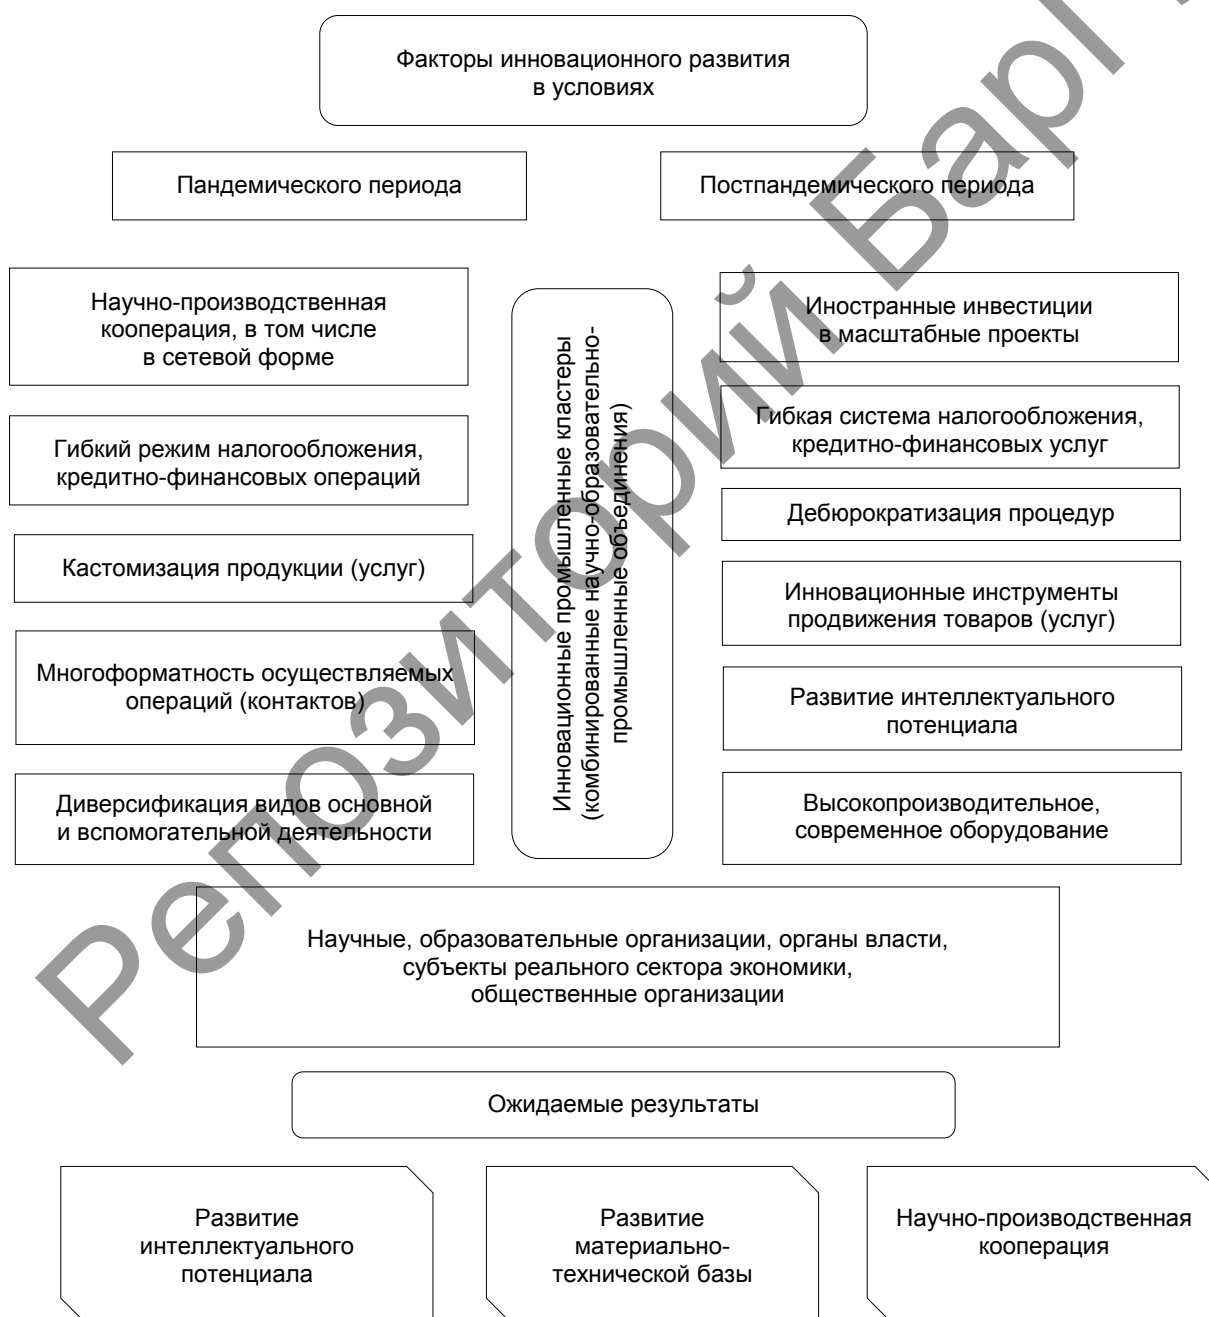 Факторы инновационного развития
в условиях
Пандемического периода
Постпандемического периода
Научно-производственная
кооперация, в том числе
в сетевой форме
Гибкий режим налогообложения,
кредитно-финансовых операций
Кастомизация продукции (услуг)
Многоформатность осуществляемых
операций (контактов)
Диверсификация видов основной
и вспомогательной деятельности
Инновационные промышленные кластеры
(комбинированные научно-образовательно-
промышленные объединения)
Иностранные инвестиции
в масштабные проекты
Гибкая система налогообложения,
кредитно-финансовых услуг
Дебюрократизация процедур
Инновационные инструменты
продвижения товаров (услуг)
Развитие интеллектуального
потенциала
Высокопроизводительное,
современное оборудование
Научные, образовательные организации, органы власти,
субъекты реального сектора экономики,
общественные организации
Ожидаемые результаты
Развитие
интеллектуального
потенциала
Развитие
материально-
технической базы
Научно-производственная
кооперация
Репозиторий